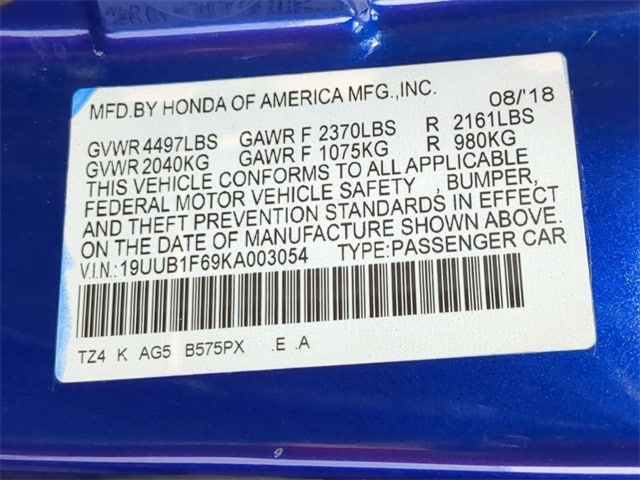 MFD.BY HONDA OF AMERICA MFG.,INC. 08/'18
GVWR 4497LBS GAWR F 2370LBS R 2161LBS
GVWR 2040KG GAWR F 1075KG R 980KG
THIS VEHICLE CONFORMS TO ALL APPLICABLE
FEDERAL MOTOR VEHICLE SAFETY , BUMPER,
AND THEFT PREVENTION STANDARDS IN EFFECT
ON THE DATE OF MANUFACTURE SHOWN ABOVE.
V.I.N.:19UUB1F69KA003054 TYPE:PASSENGER CAR
TZ4 K AG5 B575PX .E .A